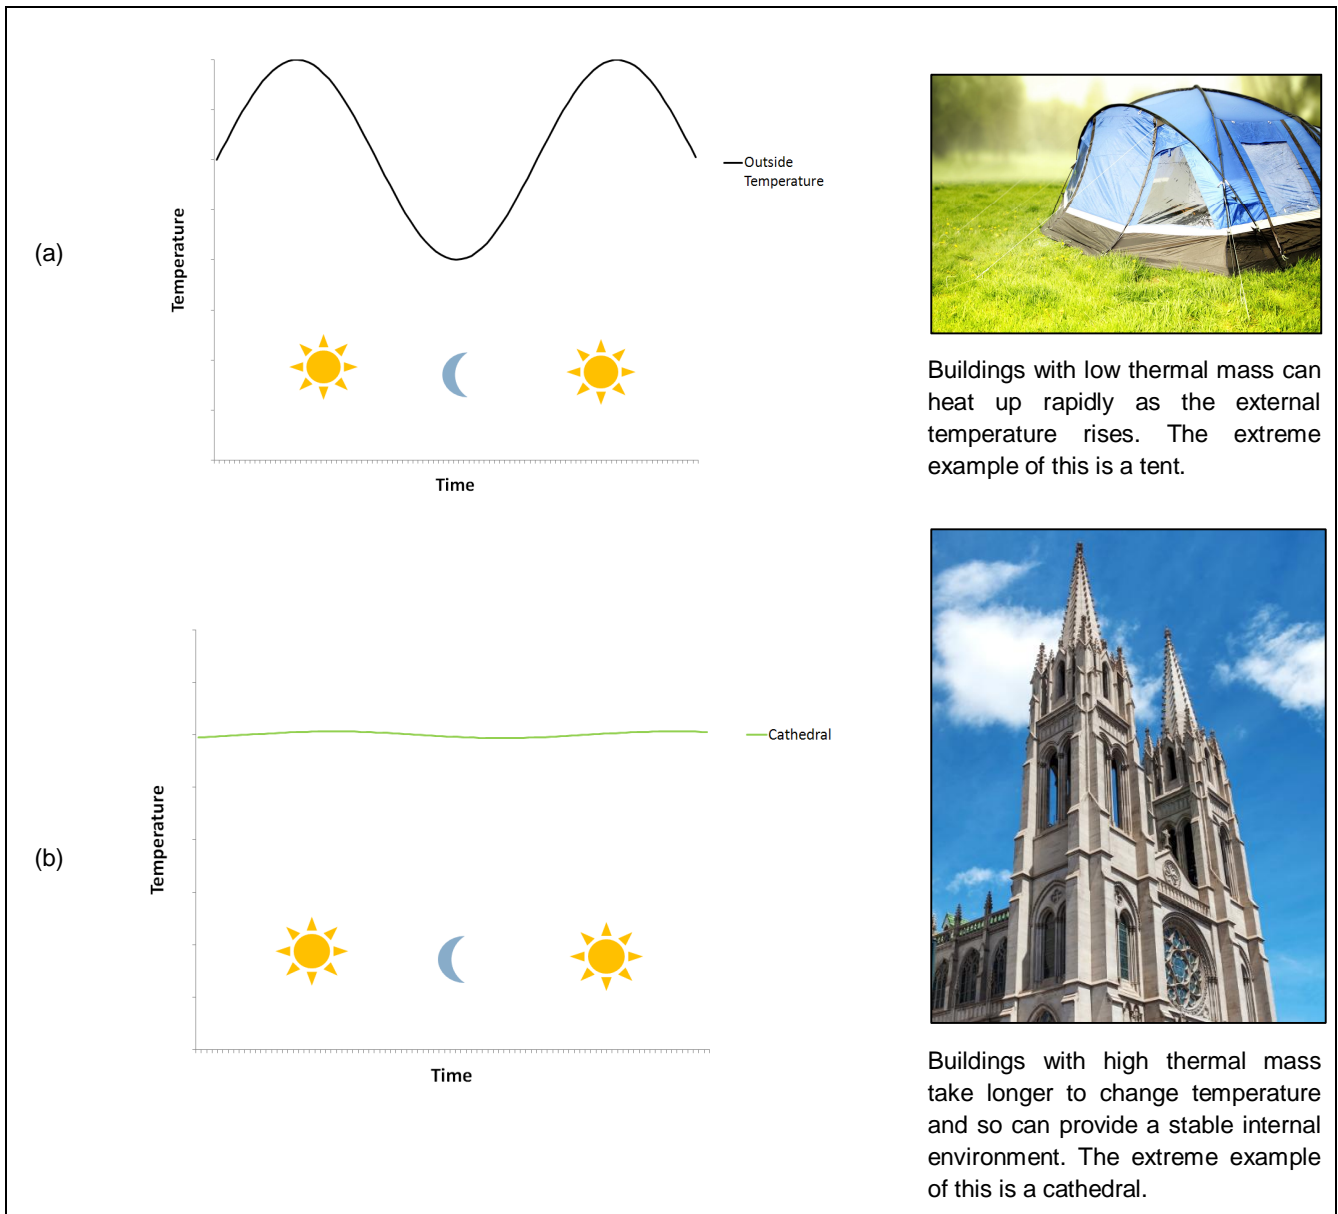 (a)
Temperature
Outside
Temperature
Time
Buildings with low thermal mass can
heat up rapidly as the external
temperature rises. The extreme
example of this is a tent.
(b)
Temperature
Cathedral
Time
Buildings with high thermal mass
take longer to change temperature
and so can provide a stable internal
environment. The extreme example
of this is a cathedral.